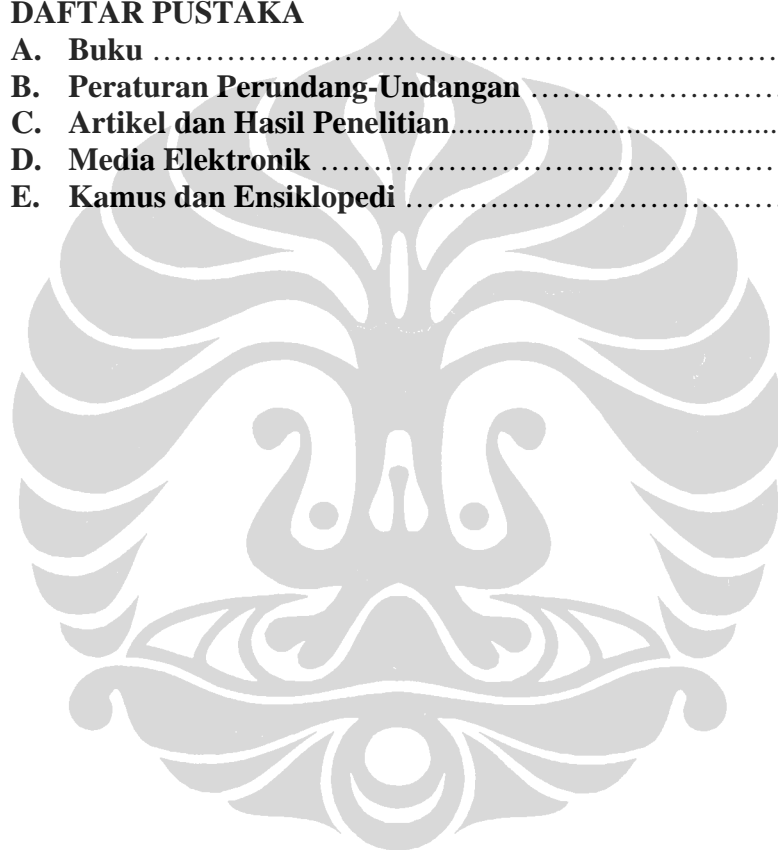 DAFTAR PUSTAKA
A. Buku ……………………………..……………………………………
B. Peraturan Perundang-Undangan ……………………
C. Artikel dan Hasil Penelitian..................................................
D. Media Elektronik ………………………………………
E. Kamus dan Ensiklopedi …………………………………